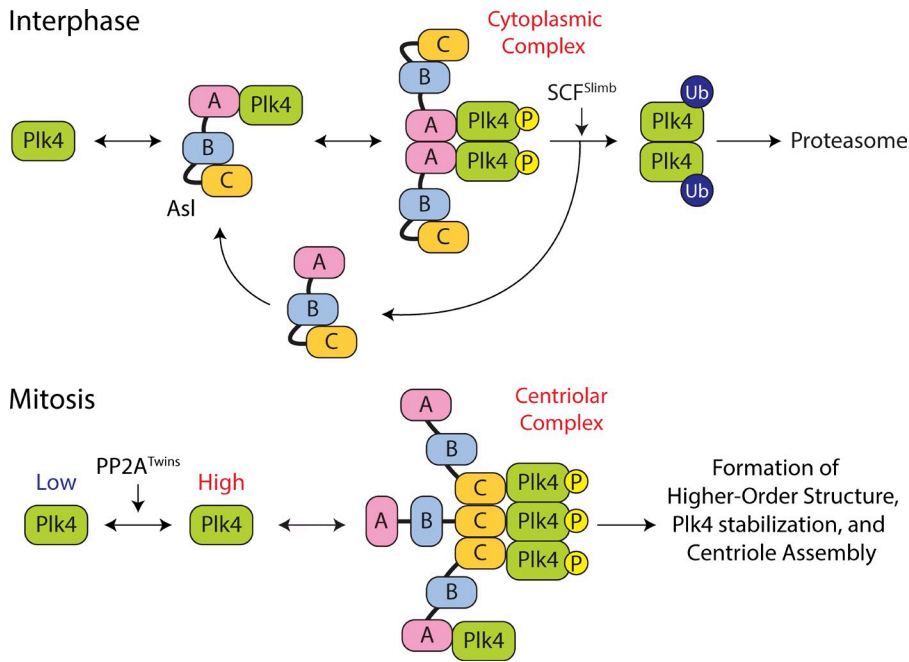 Interphase
Cytoplasmic
Complex
C
B
A
Plk4
SCF^Slimb
Ub
Plk4
A
Plk4
P
Plk4
B
A
Plk4
P
Plk4
Proteasome
C
B
Ub
Asl
C
A
B
C
Mitosis
A
Centriolar
Complex
B
PP2A^Twins
Low
High
C
Plk4
P
Formation of
Higher-Order Structure,
Plk4 stabilization, and
Centriole Assembly
Plk4
Plk4
A
B
C
Plk4
P
C
Plk4
P
B
A
Plk4